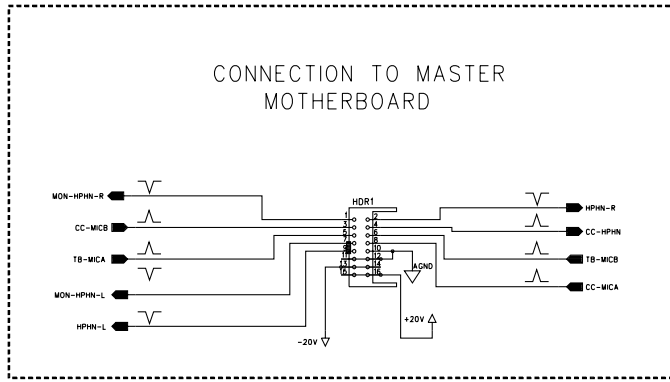 CONNECTION TO MASTER
MOTHERBOARD
HDR1
MON-HPHN-R
1
2
HPHN-R
CC-MICB
3
4
CC-HPHN
TB-MICA
5
6
TB-MICB
7
8
9
10
AGND
11
12
CC-MICA
13
14
MON-HPHN-L
15
16
HPHN-L
+20V
-20V